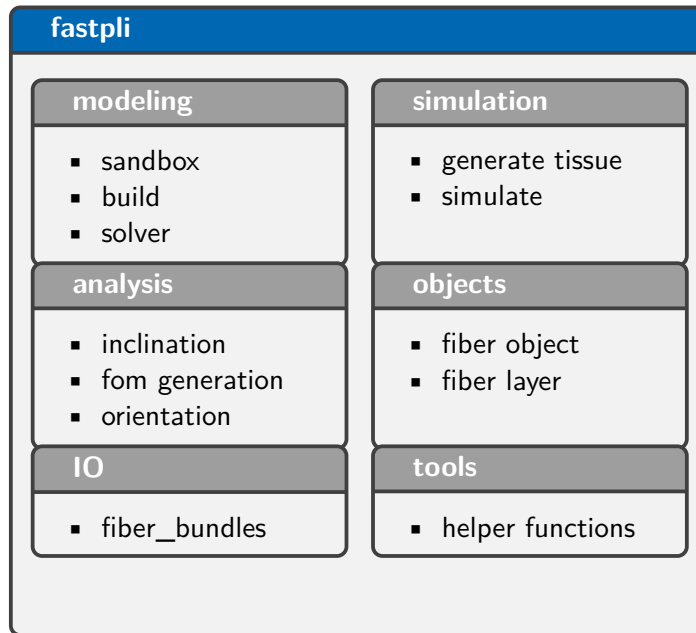 fastpli
modeling
▪ sandbox
▪ build
▪ solver
simulation
▪ generate tissue
▪ simulate
analysis
▪ inclination
▪ fom generation
▪ orientation
objects
▪ fiber object
▪ fiber layer
IO
▪ fiber_bundles
tools
▪ helper functions